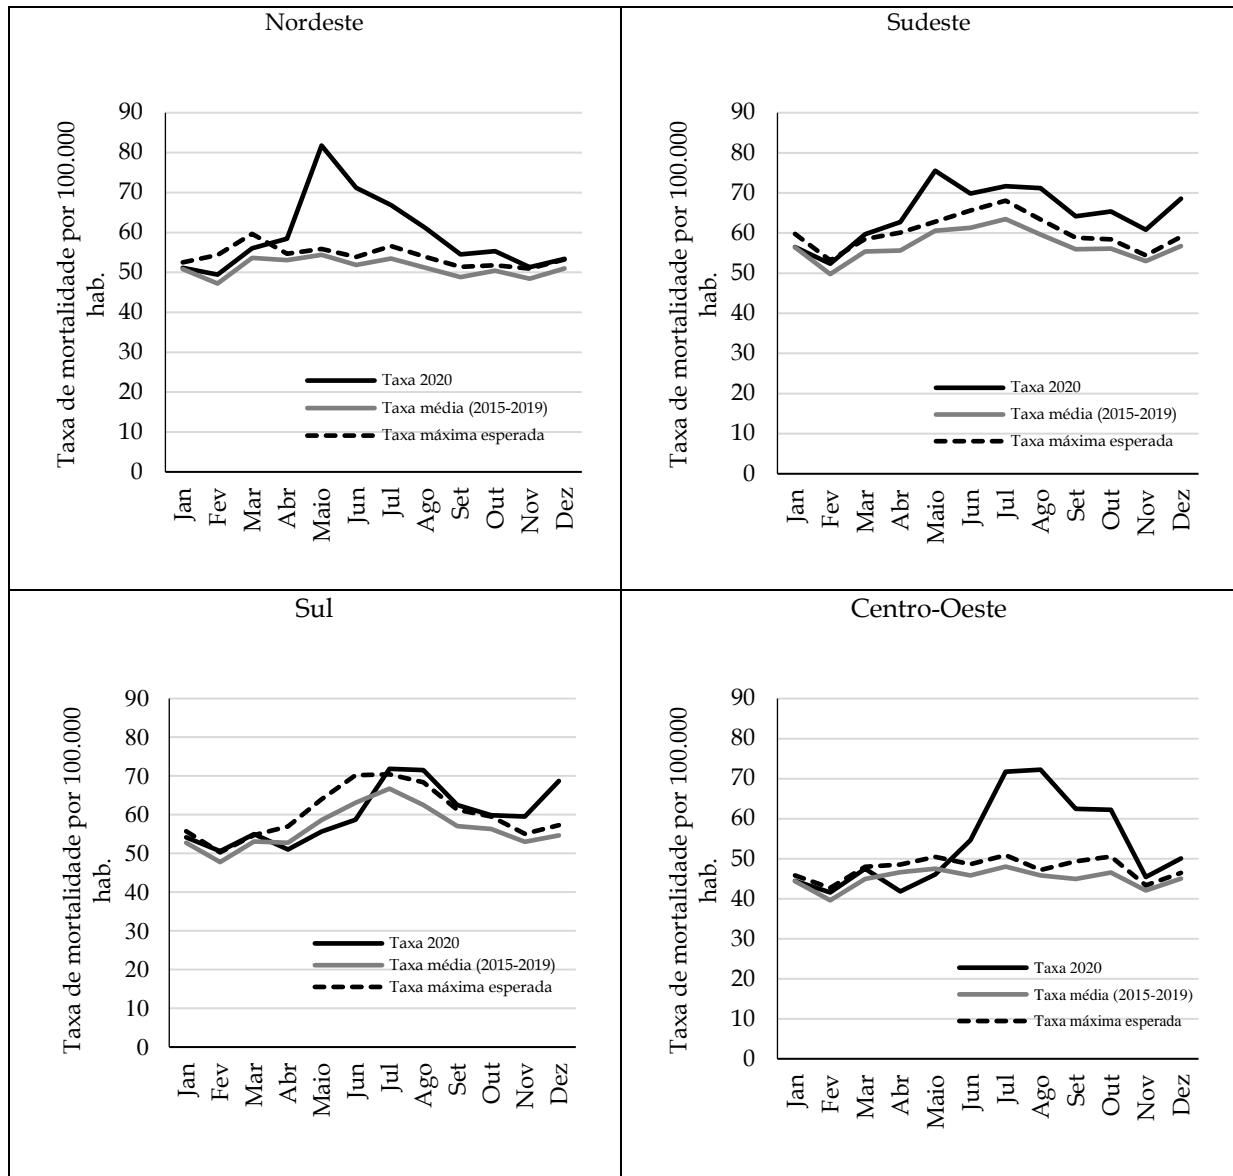 Nordeste
Taxa de mortalidade por 100.000
hab.
90
80
70
60
50
40
30
20
10
0
Taxa 2020
Taxa média (2015-2019)
Taxa máxima esperada
Jan
Fev
Mar
Abr
Maio
Jun
Jul
Ago
Set
Out
Nov
Dez
Sudeste
Taxa de mortalidade por 100.000
hab.
90
80
70
60
50
40
30
20
10
0
Taxa 2020
Taxa média (2015-2019)
Taxa máxima esperada
Jan
Fev
Mar
Abr
Maio
Jun
Jul
Ago
Set
Out
Nov
Dez
Sul
Taxa de mortalidade por 100.000
hab.
90
80
70
60
50
40
30
20
10
0
Taxa 2020
Taxa média (2015-2019)
Taxa máxima esperada
Jan
Fev
Mar
Abr
Maio
Jun
Jul
Ago
Set
Out
Nov
Dez
Centro-Oeste
Taxa de mortalidade por 100.000
hab.
90
80
70
60
50
40
30
20
10
0
Taxa 2020
Taxa média (2015-2019)
Taxa máxima esperada
Jan
Fev
Mar
Abr
Maio
Jun
Jul
Ago
Set
Out
Nov
Dez